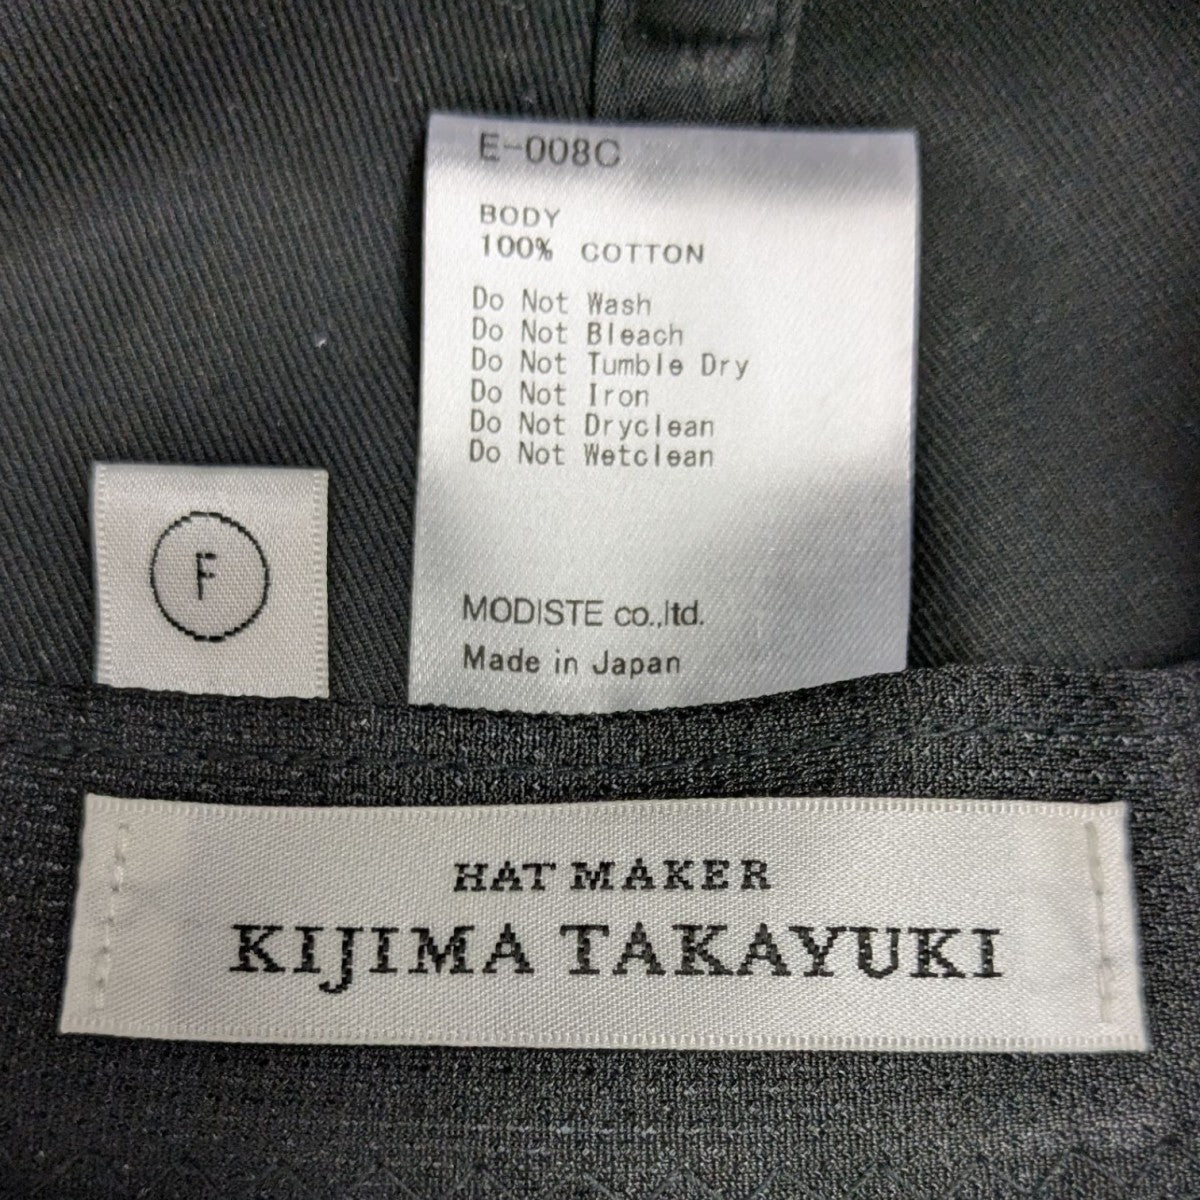 E-008C
BODY
100% COTTON
Do Not Wash
Do Not Bleach
Do Not Tumble Dry
Do Not Iron
Do Not Dryclean
Do Not Wetclean
MODISTE co.,ltd.
Made in Japan
F
HAT MAKER
KIJIMA TAKAYUKI